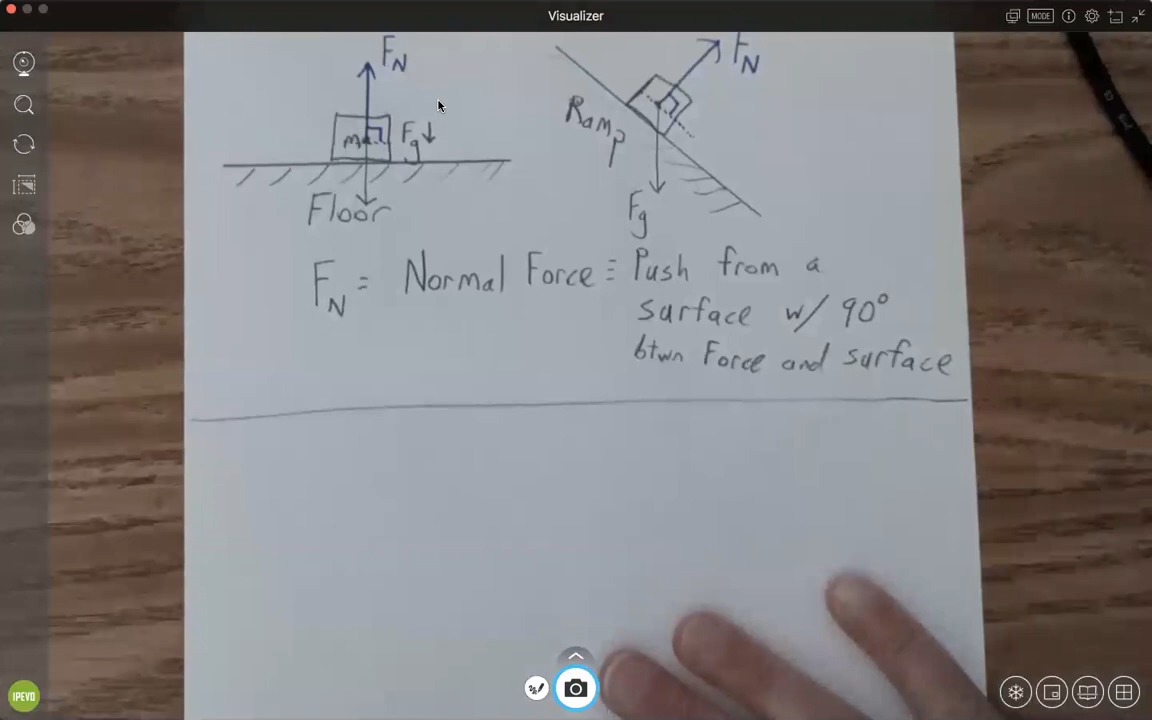 Visualizer
MODE
F_N
F_N
m
F_g↓
Ramp
Floor
F_g
F_N = Normal Force ≡ Push from a
surface w/ 90°
btwn Force and surface
IPEVO